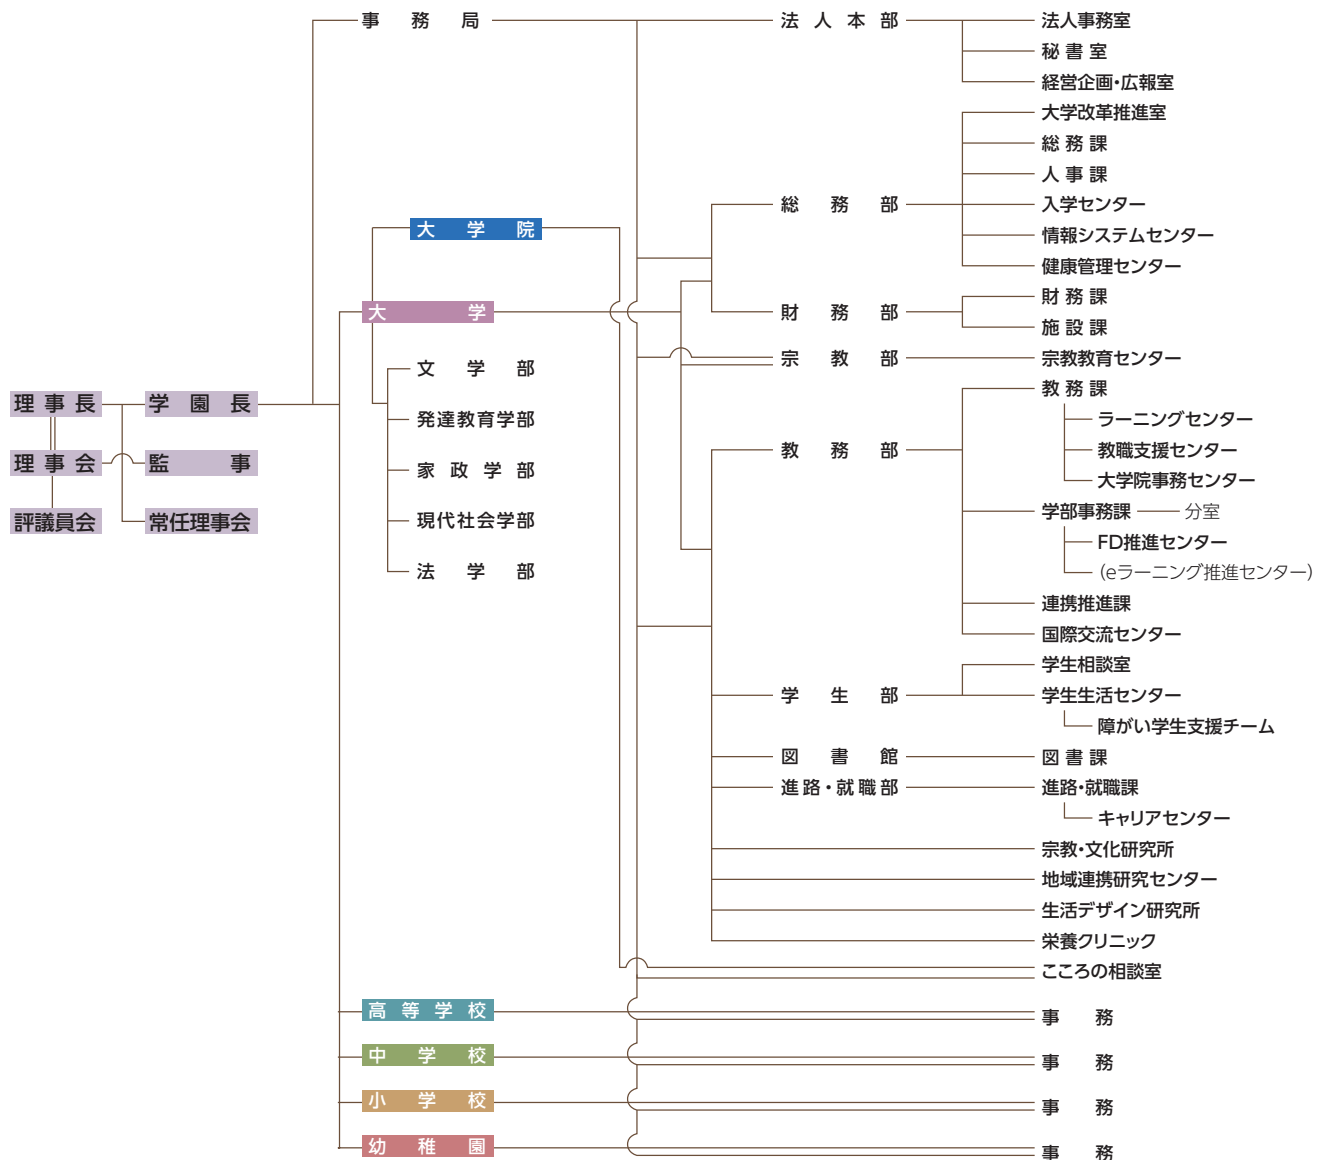 事務局
法人本部
法人事務室
秘書室
経営企画・広報室
大学改革推進室
総務課
人事課
総務部
入学センター
大学院
情報システムセンター
健康管理センター
財務課
大学
財務部
施設課
宗教部
宗教教育センター
文学部
教務課
理事長
学園長
発達教育学部
ラーニングセンター
教務部
教職支援センター
理事会
監事
家政学部
大学院事務センター
評議員会
常任理事会
現代社会学部
学部事務課
分室
FD推進センター
法学部
（eラーニング推進センター）
連携推進課
国際交流センター
学生相談室
学生部
学生生活センター
障がい学生支援チーム
図書館
図書課
進路・就職部
進路・就職課
キャリアセンター
宗教・文化研究所
地域連携研究センター
生活デザイン研究所
栄養クリニック
こころの相談室
高等学校
事務
中学校
事務
小学校
事務
幼稚園
事務